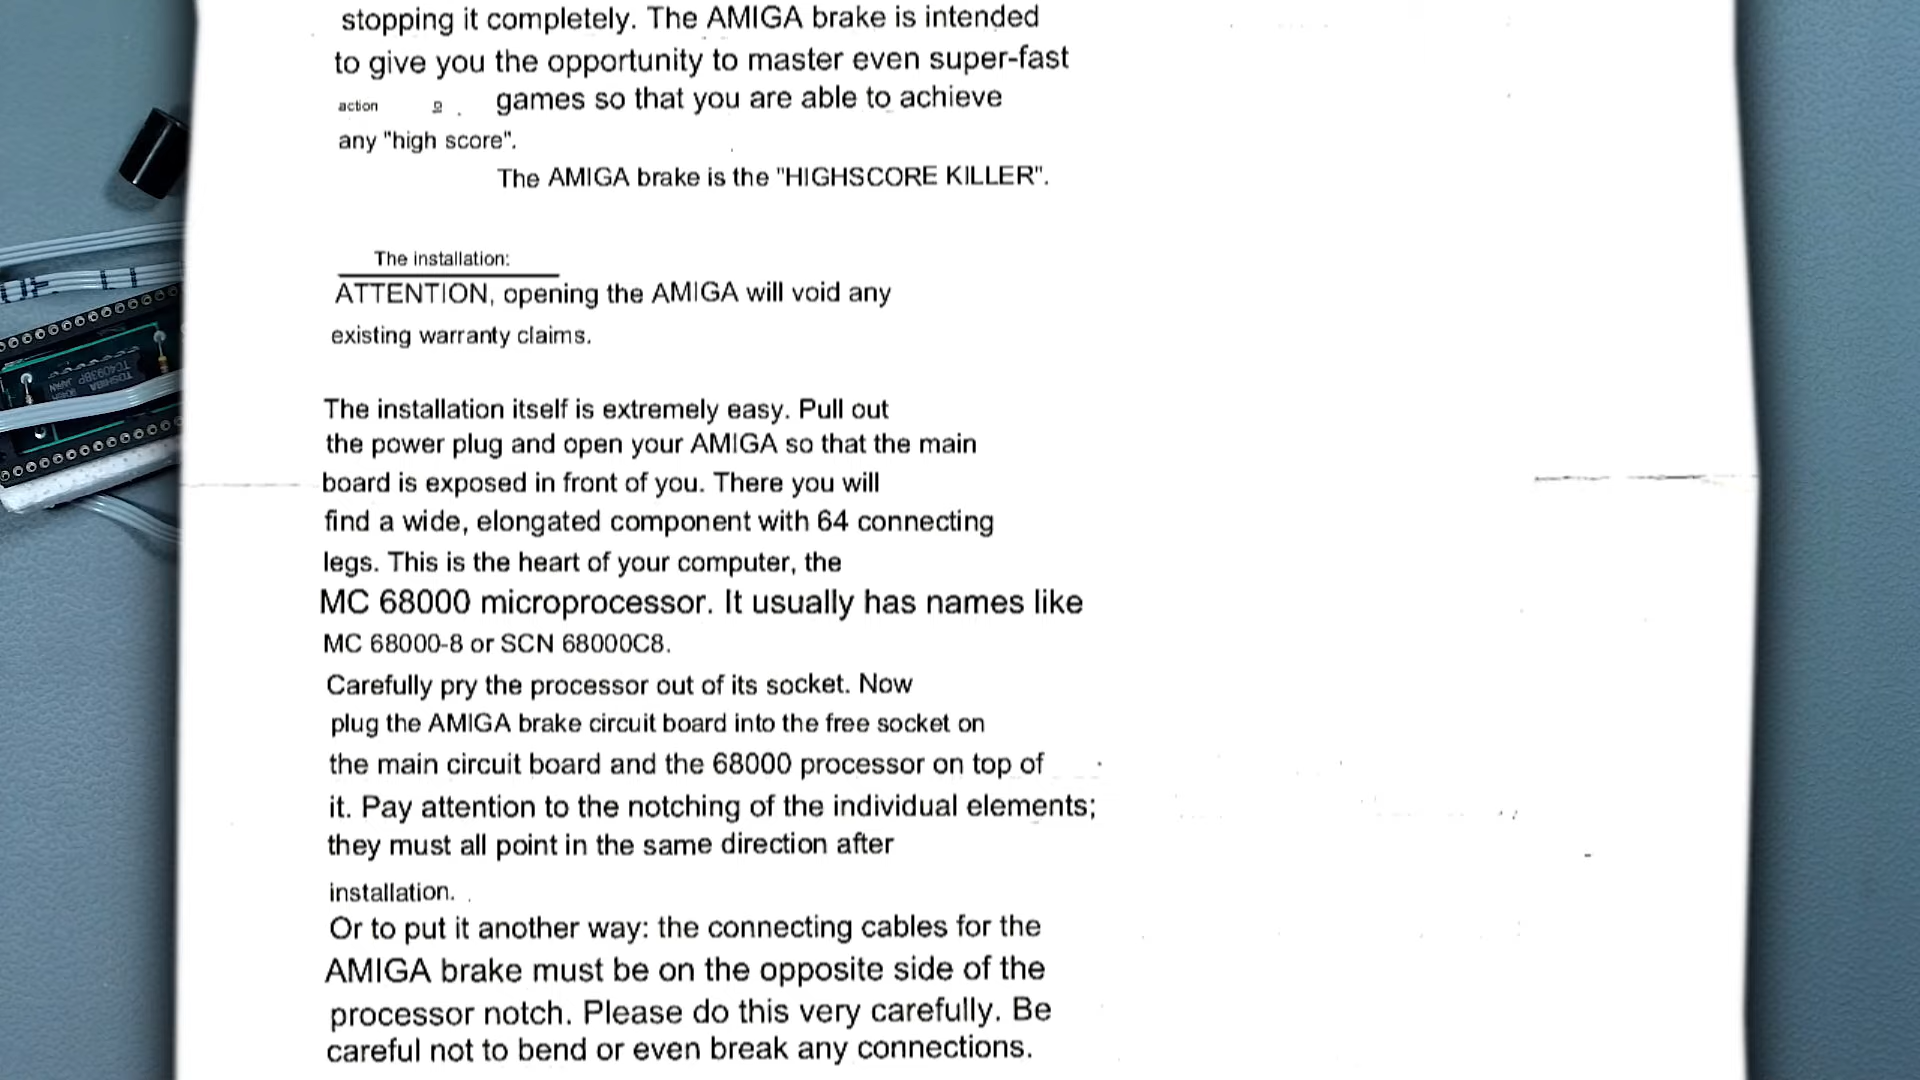 stopping it completely. The AMIGA brake is intended
to give you the opportunity to master even super-fast
action games so that you are able to achieve
any "high score".
The AMIGA brake is the "HIGHSCORE KILLER".
The installation:
ATTENTION, opening the AMIGA will void any
existing warranty claims.
The installation itself is extremely easy. Pull out
the power plug and open your AMIGA so that the main
board is exposed in front of you. There you will
find a wide, elongated component with 64 connecting
legs. This is the heart of your computer, the
MC 68000 microprocessor. It usually has names like
MC 68000-8 or SCN 68000C8.
Carefully pry the processor out of its socket. Now
plug the AMIGA brake circuit board into the free socket on
the main circuit board and the 68000 processor on top of
it. Pay attention to the notching of the individual elements;
they must all point in the same direction after
installation.
Or to put it another way: the connecting cables for the
AMIGA brake must be on the opposite side of the
processor notch. Please do this very carefully. Be
careful not to bend or even break any connections.
TOSHIBA
TC4093BP
JAPAN